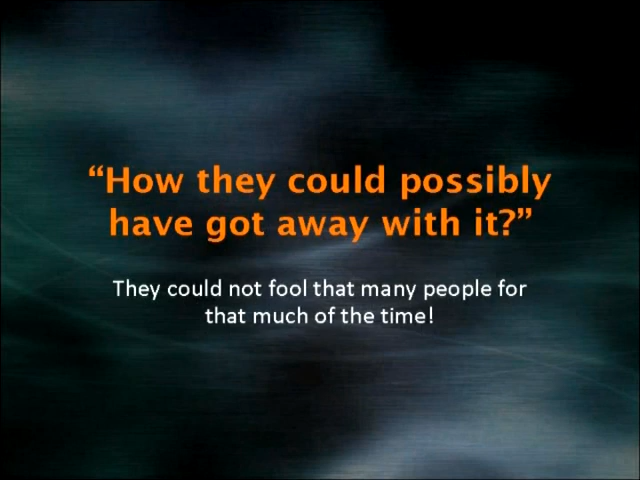 “How they could possibly
have got away with it?”
They could not fool that many people for
that much of the time!